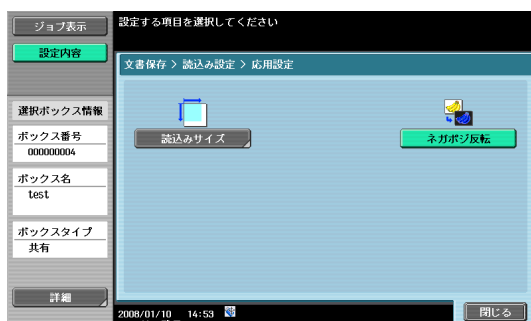 ジョブ表示
設定する項目を選択してください
設定内容
文書保存 > 読込み設定 > 応用設定
選択ボックス情報
ボックス番号
000000004
読込みサイズ
ネガポジ反転
ボックス名
test
ボックスタイプ
共有
詳細
2008/01/10 14:53
閉じる